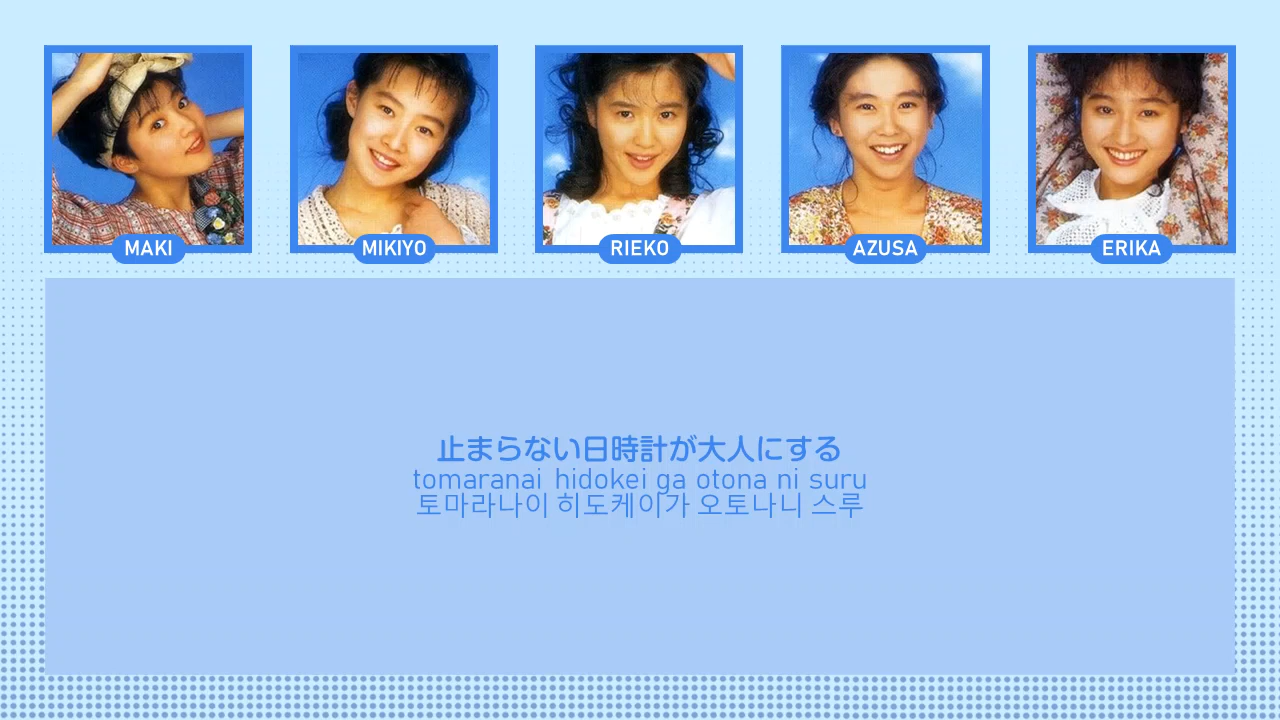 MAKI
MIKIYO
RIEKO
AZUSA
ERIKA
止まらない日時計が大人にする
tomaranai hidokei ga otona ni suru
토마라나이 히도케이가 오토나니 스루